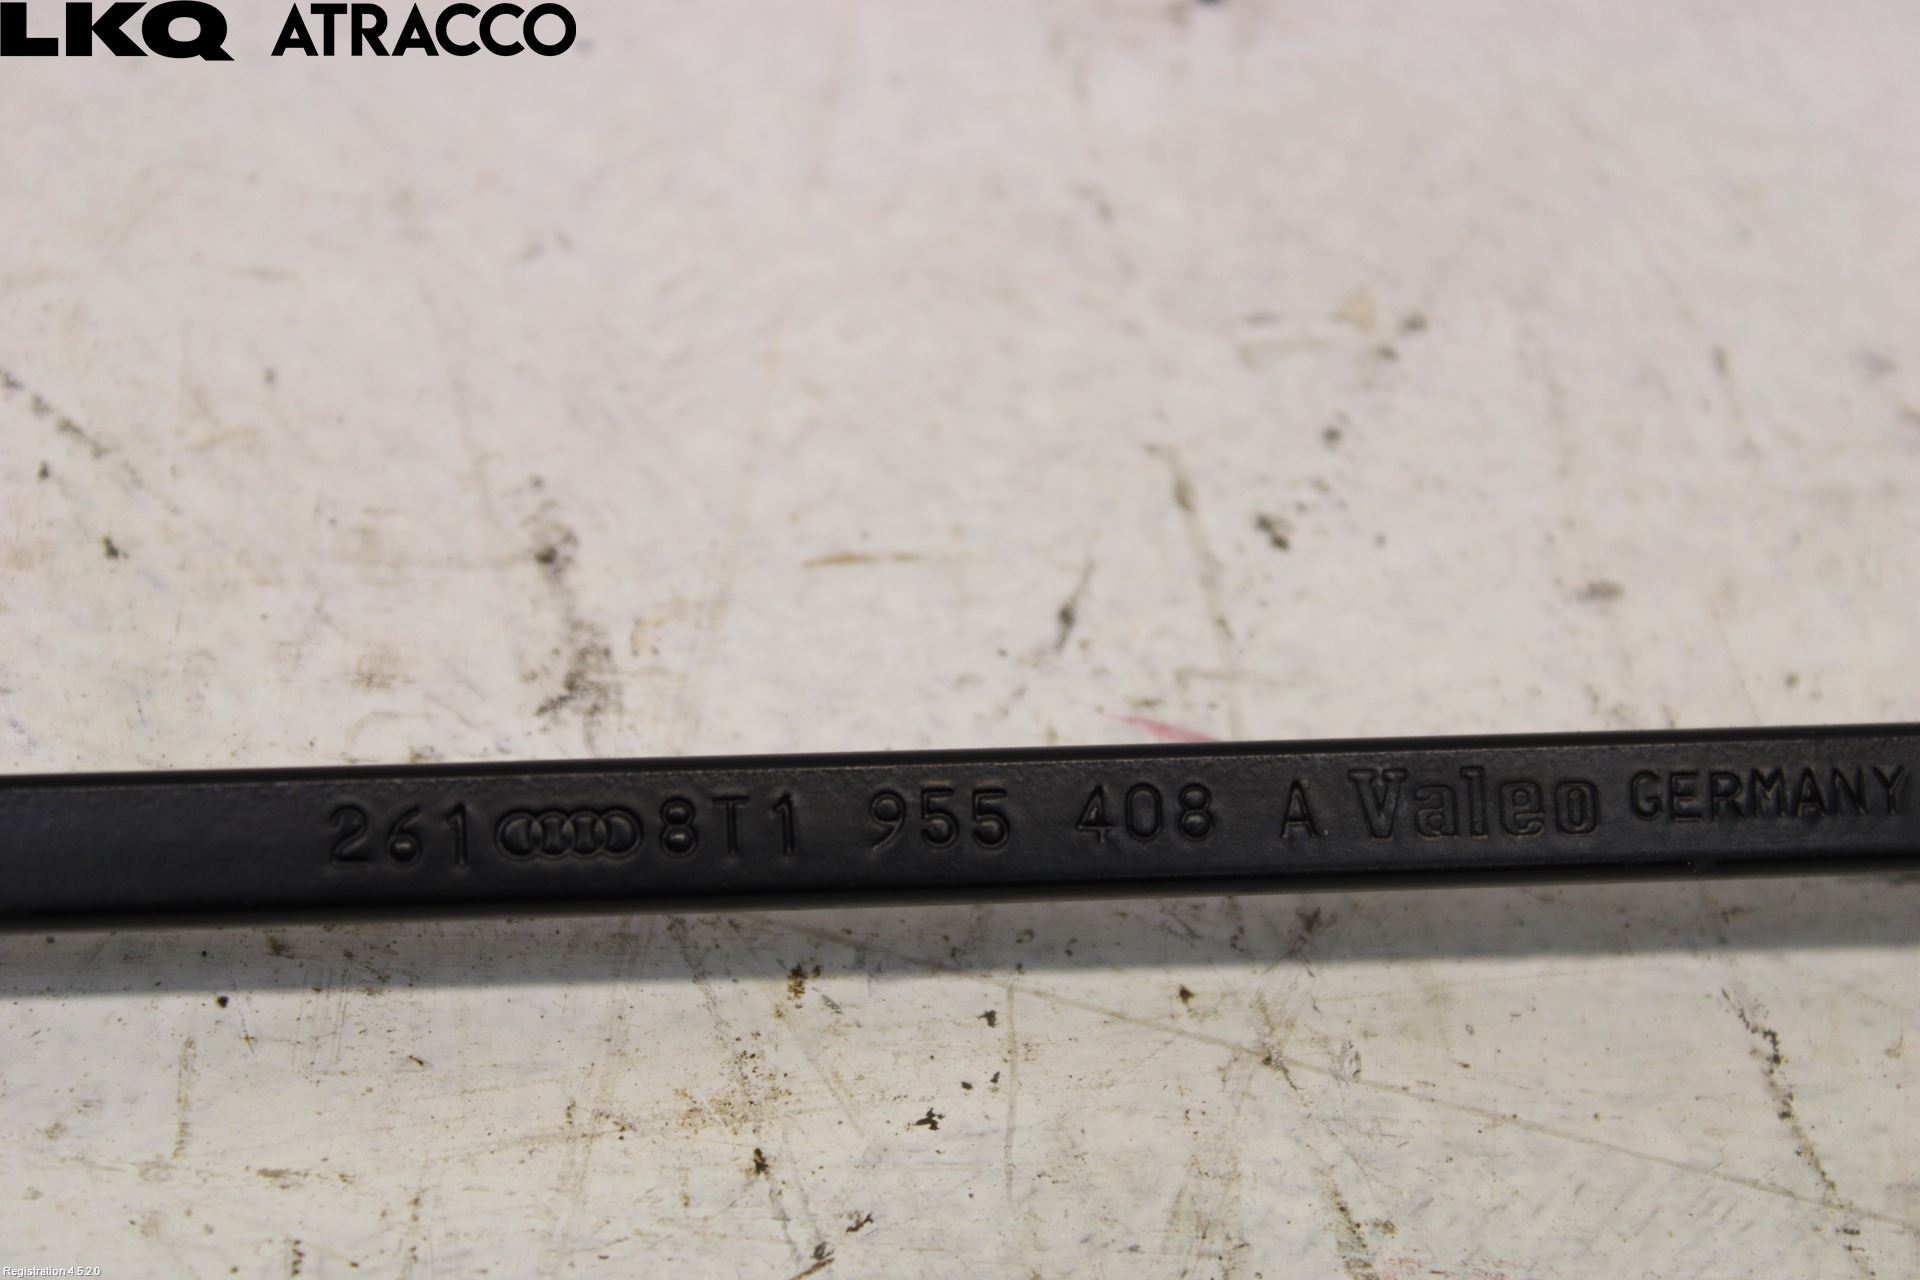 LKQ ATRACCO
261 8T1 955 408 A Valeo GERMANY
Registration 4.5.2.0